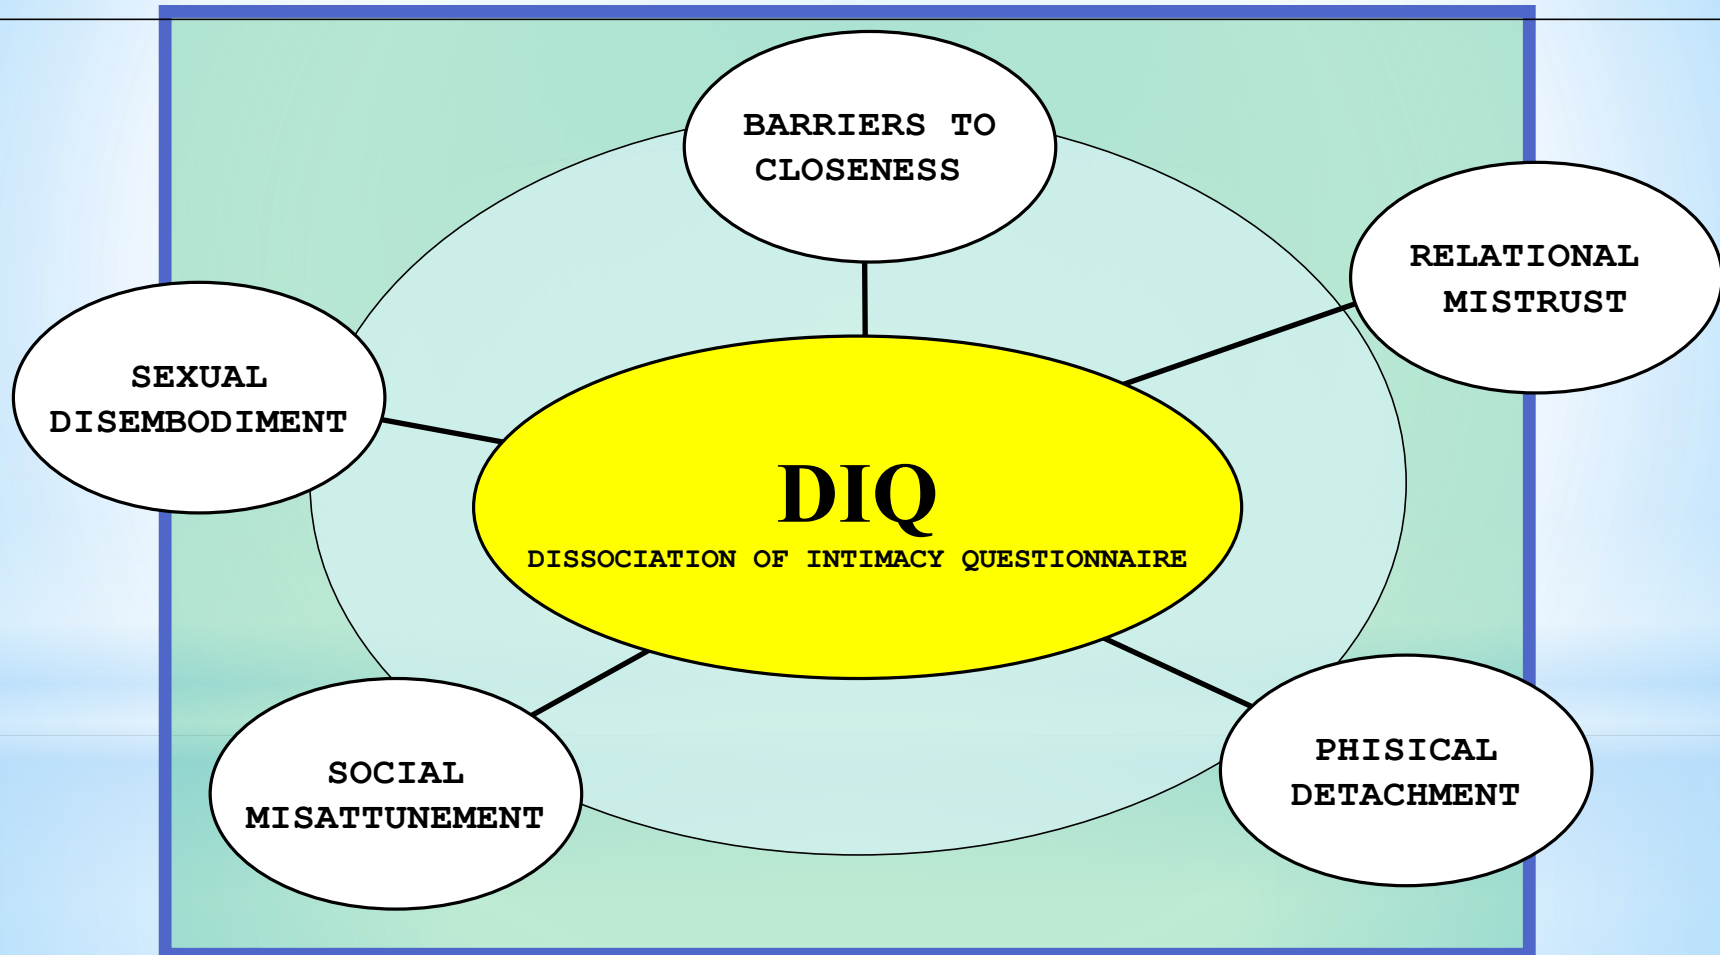 BARRIERS TO
CLOSENESS
RELATIONAL
MISTRUST
SEXUAL
DISEMBODIMENT
DIQ
DISSOCIATION OF INTIMACY QUESTIONNAIRE
SOCIAL
MISATTUNEMENT
PHISICAL
DETACHMENT